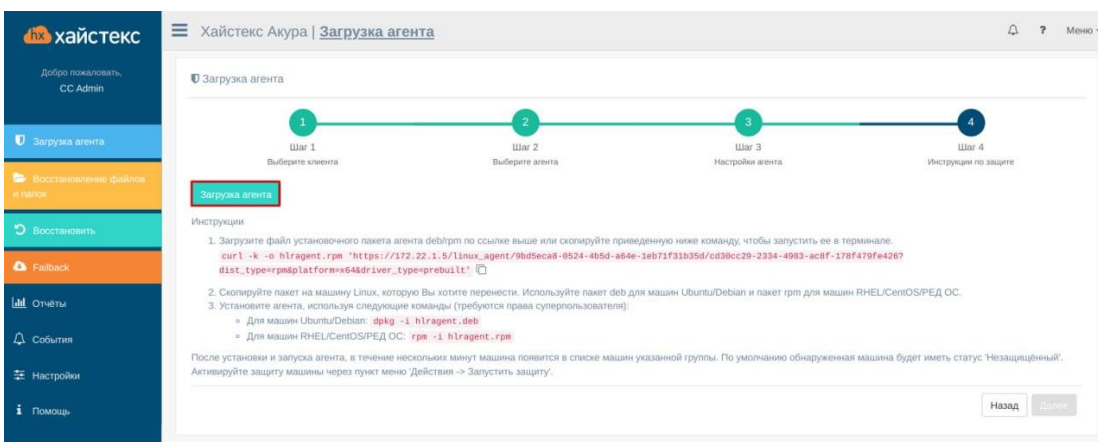 hx хайстекс
Хайстекс Акура | Загрузка агента
? Меню
Добро пожаловать,
CC Admin
Загрузка агента
Восстановление файлов
и папок
Восстановить
Failback
Отчёты
События
Настройки
Помощь
Загрузка агента
1
2
3
4
Шаг 1
Шаг 2
Шаг 3
Шаг 4
Выберите клиента
Выберите агента
Настройки агента
Инструкции по защите
Загрузка агента
Инструкции
1. Загрузите файл установочного пакета агента deb/rpm по ссылке выше или скопируйте приведенную ниже команду, чтобы запустить ее в терминале.
curl -k -o hlragent.rpm 'https://172.22.1.5/linux_agent/9bd5eca8-0524-4b5d-a64e-1eb71f31b35d/cd30cc29-2334-4983-ac8f-178f479fe426?
dist_type=rpm&platform=x64&driver_type=prebuilt'
2. Скопируйте пакет на машину Linux, которую Вы хотите перенести. Используйте пакет deb для машин Ubuntu/Debian и пакет rpm для машин RHEL/CentOS/РЕД ОС.
3. Установите агента, используя следующие команды (требуются права суперпользователя):
Для машин Ubuntu/Debian: dpkg -i hlragent.deb
Для машин RHEL/CentOS/РЕД ОС: rpm -i hlragent.rpm
После установки и запуска агента, в течение нескольких минут машина появится в списке машин указанной группы. По умолчанию обнаруженная машина будет иметь статус 'Незащищённый'.
Активируйте защиту машины через пункт меню 'Действия -> Запустить защиту'.
Назад
Далее